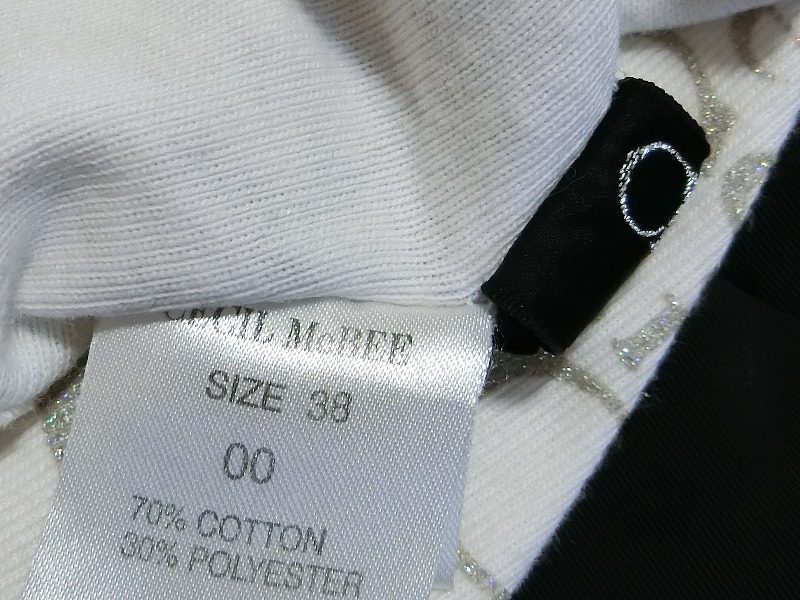 CECIL McBEE
SIZE 38
00
70% COTTON
30% POLYESTER